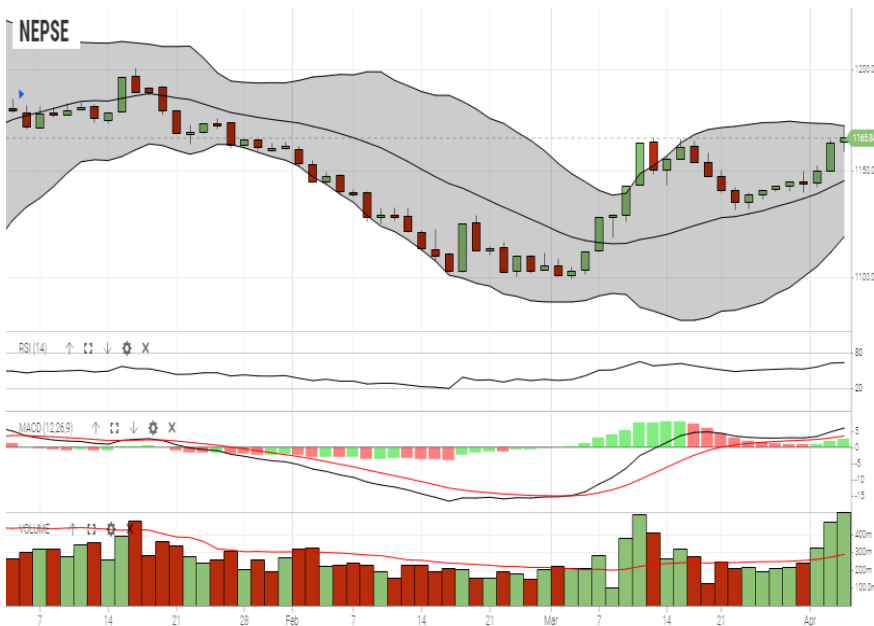 NEPSE
1200.0
1165.8
1150.0
1100.0
RSI (14)
80
20
MACD (12,26,9)
5
0
-5
-10
-15
VOLUME
400m
300m
200m
100.0m
7 14 21 28 Feb 7 14 21 Mar 7 14 21 Apr